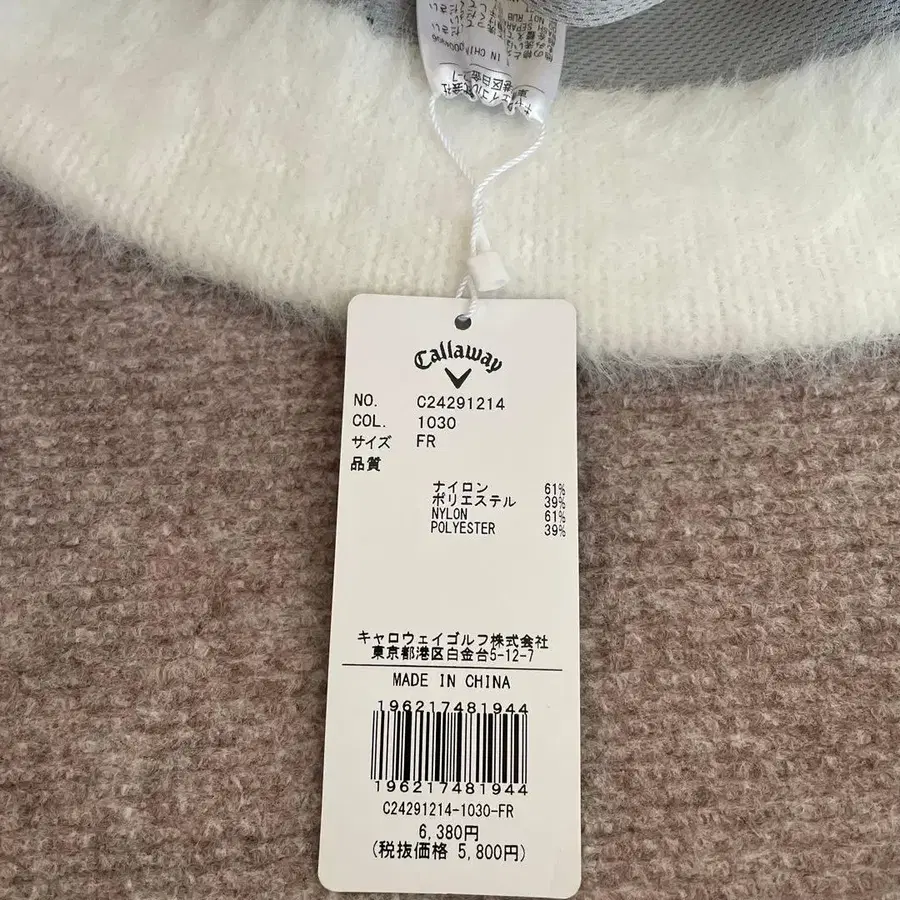 Callaway
NO. C24291214
COL. 1030
サイズ FR
品質
ナイロン 61%
ポリエステル 39%
NYLON 61%
POLYESTER 39%
キャロウェイゴルフ株式会社
東京都港区白金台5-12-7
MADE IN CHINA
196217481944
196217481944
C24291214-1030-FR
6,380円
(税抜価格 5,800円)